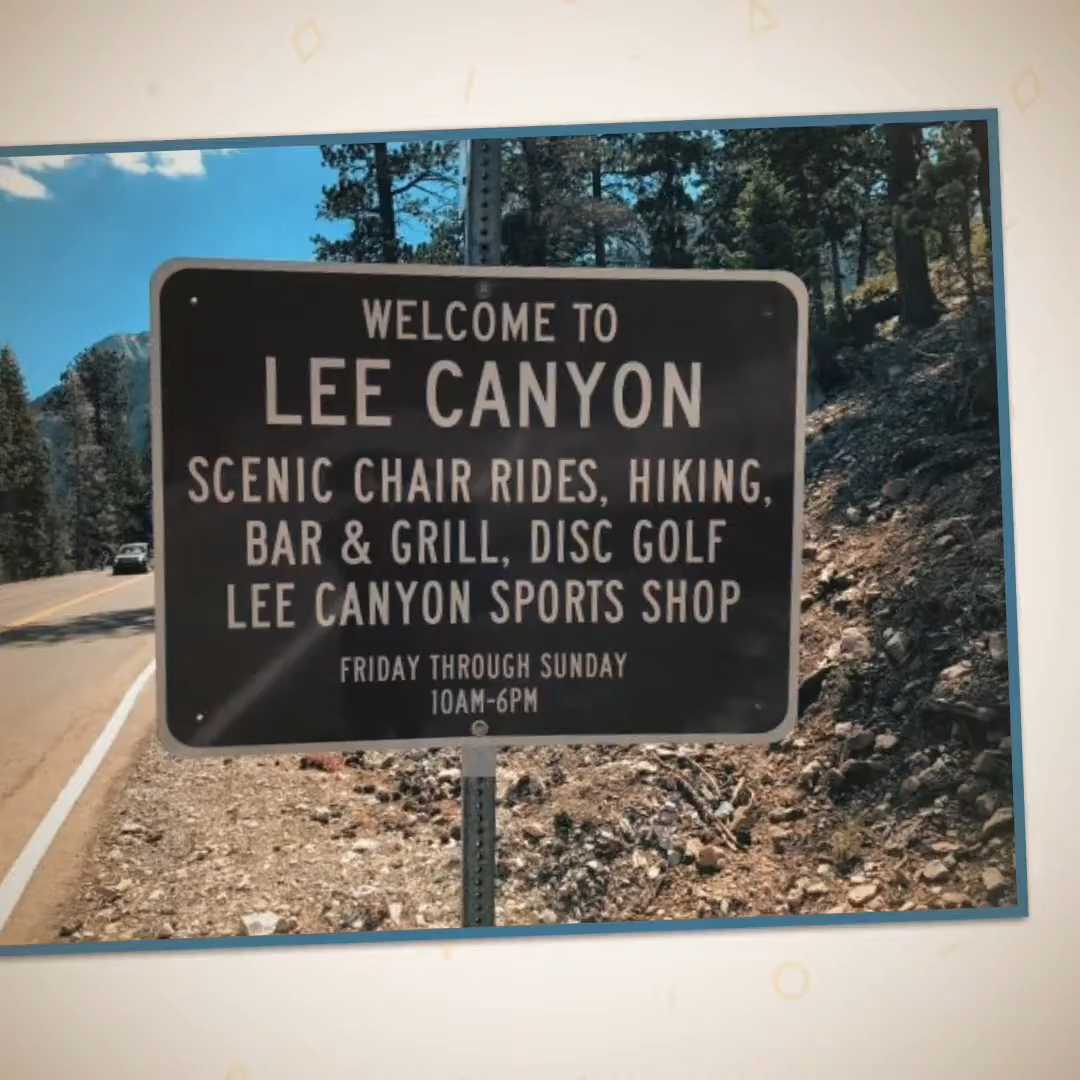 WELCOME TO
LEE CANYON
SCENIC CHAIR RIDES, HIKING,
BAR & GRILL, DISC GOLF
LEE CANYON SPORTS SHOP
FRIDAY THROUGH SUNDAY
10AM-6PM